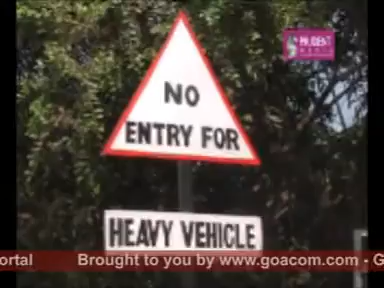 PRUDENT
NO
ENTRY FOR
HEAVY VEHICLE
ortal Brought to you by www.goacom.com - G